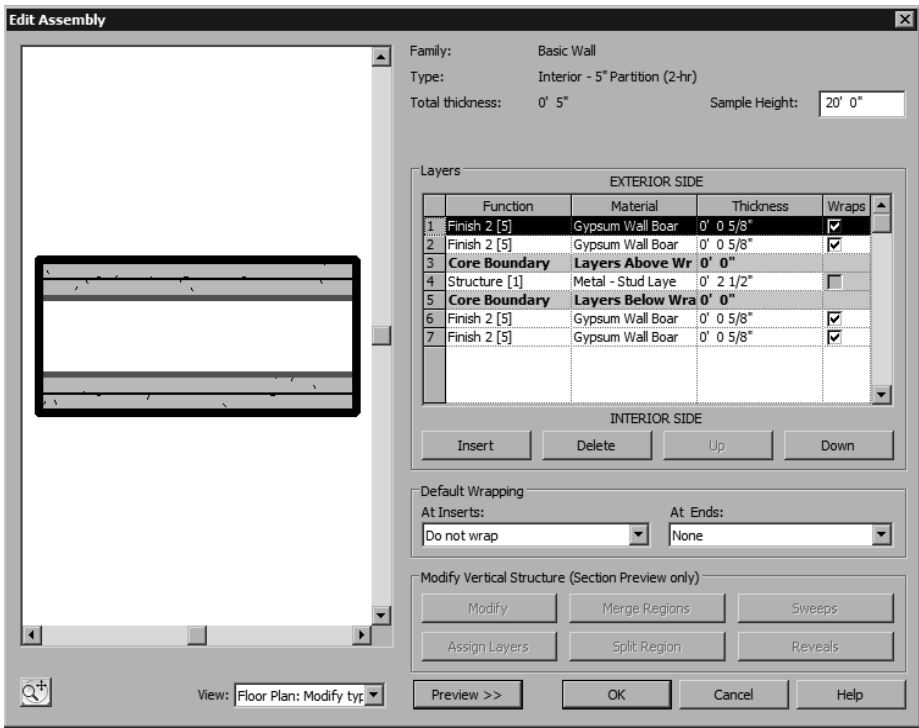 Edit Assembly
Family: Basic Wall
Type: Interior - 5" Partition (2-hr)
Total thickness: 0' 5" Sample Height: 20' 0"
Layers
EXTERIOR SIDE
Function Material Thickness Wraps
1 Finish 2 [5] Gypsum Wall Boar 0' 0 5/8"
2 Finish 2 [5] Gypsum Wall Boar 0' 0 5/8"
3 Core Boundary Layers Above Wr 0' 0"
4 Structure [1] Metal - Stud Laye 0' 2 1/2"
5 Core Boundary Layers Below Wra 0' 0"
6 Finish 2 [5] Gypsum Wall Boar 0' 0 5/8"
7 Finish 2 [5] Gypsum Wall Boar 0' 0 5/8"
INTERIOR SIDE
Insert Delete Up Down
Default Wrapping
At Inserts: At Ends:
Do not wrap None
Modify Vertical Structure (Section Preview only)
Modify Merge Regions Sweeps
Assign Layers Split Region Reveals
View: Floor Plan: Modify typ Preview >> OK Cancel Help